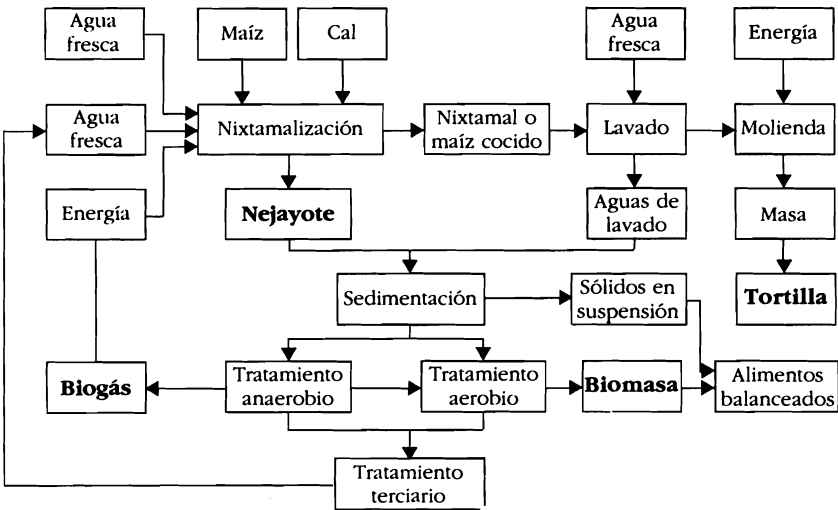 Agua
fresca
Maíz
Cal
Agua
fresca
Energía
Agua
fresca
Nixtamalización
Nixtamal o
maíz cocido
Lavado
Molienda
Energía
Nejayote
Aguas de
lavado
Masa
Sedimentación
Sólidos en
suspensión
Tortilla
Biogás
Tratamiento
anaerobio
Tratamiento
aerobio
Biomasa
Alimentos
balanceados
Tratamiento
terciario